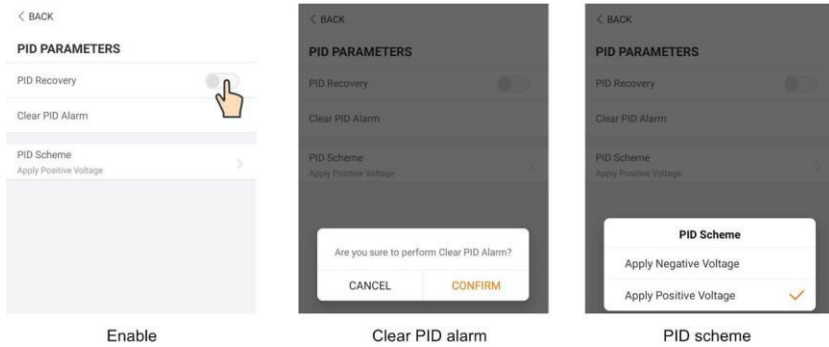 < BACK
PID PARAMETERS
PID Recovery
Clear PID Alarm
PID Scheme
Apply Positive Voltage
Enable
< BACK
PID PARAMETERS
PID Recovery
Clear PID Alarm
PID Scheme
Apply Positive Voltage
Are you sure to perform Clear PID Alarm?
CANCEL CONFIRM
Clear PID alarm
< BACK
PID PARAMETERS
PID Recovery
Clear PID Alarm
PID Scheme
Apply Positive Voltage
PID Scheme
Apply Negative Voltage
Apply Positive Voltage
PID scheme